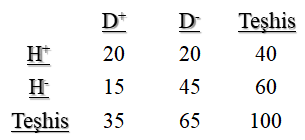 D⁺ D⁻ Teşhis
H⁺ 20 20 40
H⁻ 15 45 60
Teşhis 35 65 100